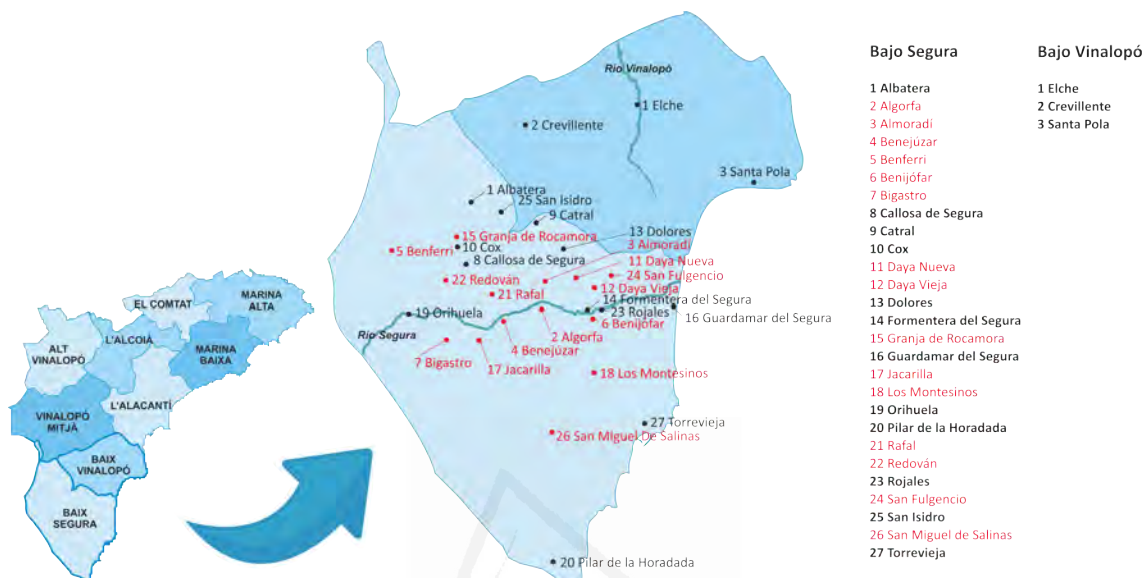 EL COMTAT
MARINA
ALTA
L'ALCOIÀ
ALT
VINALOPÓ
MARINA
BAIXA
L'ALACANTÍ
VINALOPÓ
MITJÀ
BAIX
VINALOPÓ
BAIX
SEGURA
Rio Vinalopó
1 Elche
2 Crevillente
3 Santa Pola
1 Albatera
25 San Isidro
9 Catral
15 Granja de Rocamora
13 Dolores
5 Benferri
10 Cox
3 Almoradí
8 Callosa de Segura
11 Daya Nueva
22 Redován
24 San Fulgencio
21 Rafal
12 Daya Vieja
14 Formentera del Segura
19 Orihuela
23 Rojales
16 Guardamar del Segura
6 Benijófar
Rio Segura
2 Algorfa
4 Benejúzar
7 Bigastro
17 Jacarilla
18 Los Montesinos
27 Torrevieja
26 San Miguel De Salinas
20 Pilar de la Horadada
Bajo Segura
1 Albatera
2 Algorfa
3 Almoradí
4 Benejúzar
5 Benferri
6 Benijófar
7 Bigastro
8 Callosa de Segura
9 Catral
10 Cox
11 Daya Nueva
12 Daya Vieja
13 Dolores
14 Formentera del Segura
15 Granja de Rocamora
16 Guardamar del Segura
17 Jacarilla
18 Los Montesinos
19 Orihuela
20 Pilar de la Horadada
21 Rafal
22 Redován
23 Rojales
24 San Fulgencio
25 San Isidro
26 San Miguel de Salinas
27 Torrevieja
Bajo Vinalopó
1 Elche
2 Crevillente
3 Santa Pola